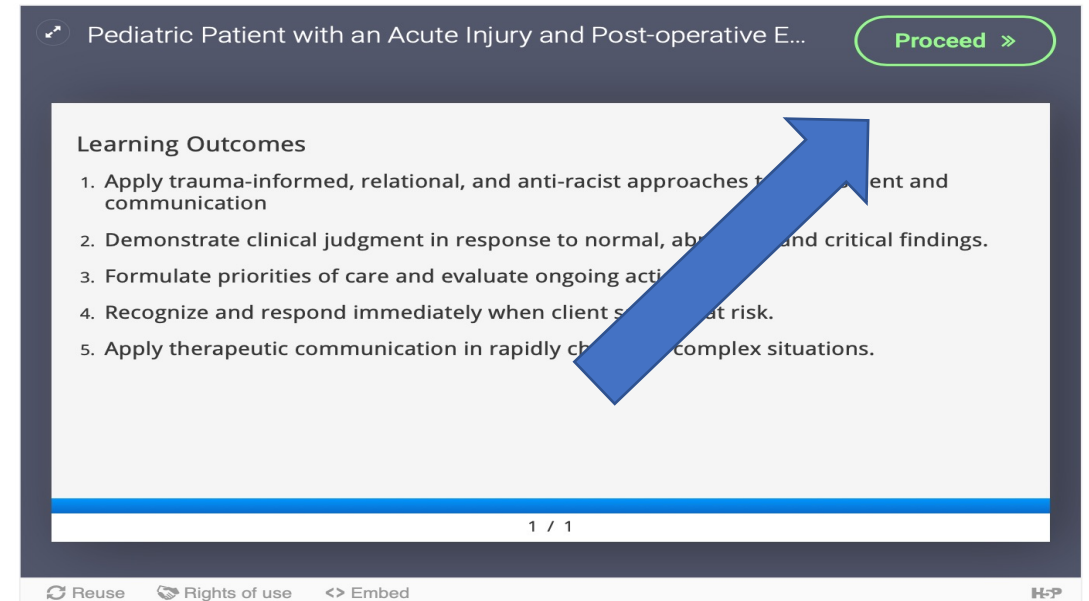 Pediatric Patient with an Acute Injury and Post-operative E...
Proceed »
Learning Outcomes
1. Apply trauma-informed, relational, and anti-racist approaches and
communication
2. Demonstrate clinical judgment in response to normal, and critical findings.
3. Formulate priorities of care and evaluate ongoing
4. Recognize and respond immediately when client at risk.
5. Apply therapeutic communication in rapidly complex situations.
1 / 1
Reuse Rights of use <> Embed H5P